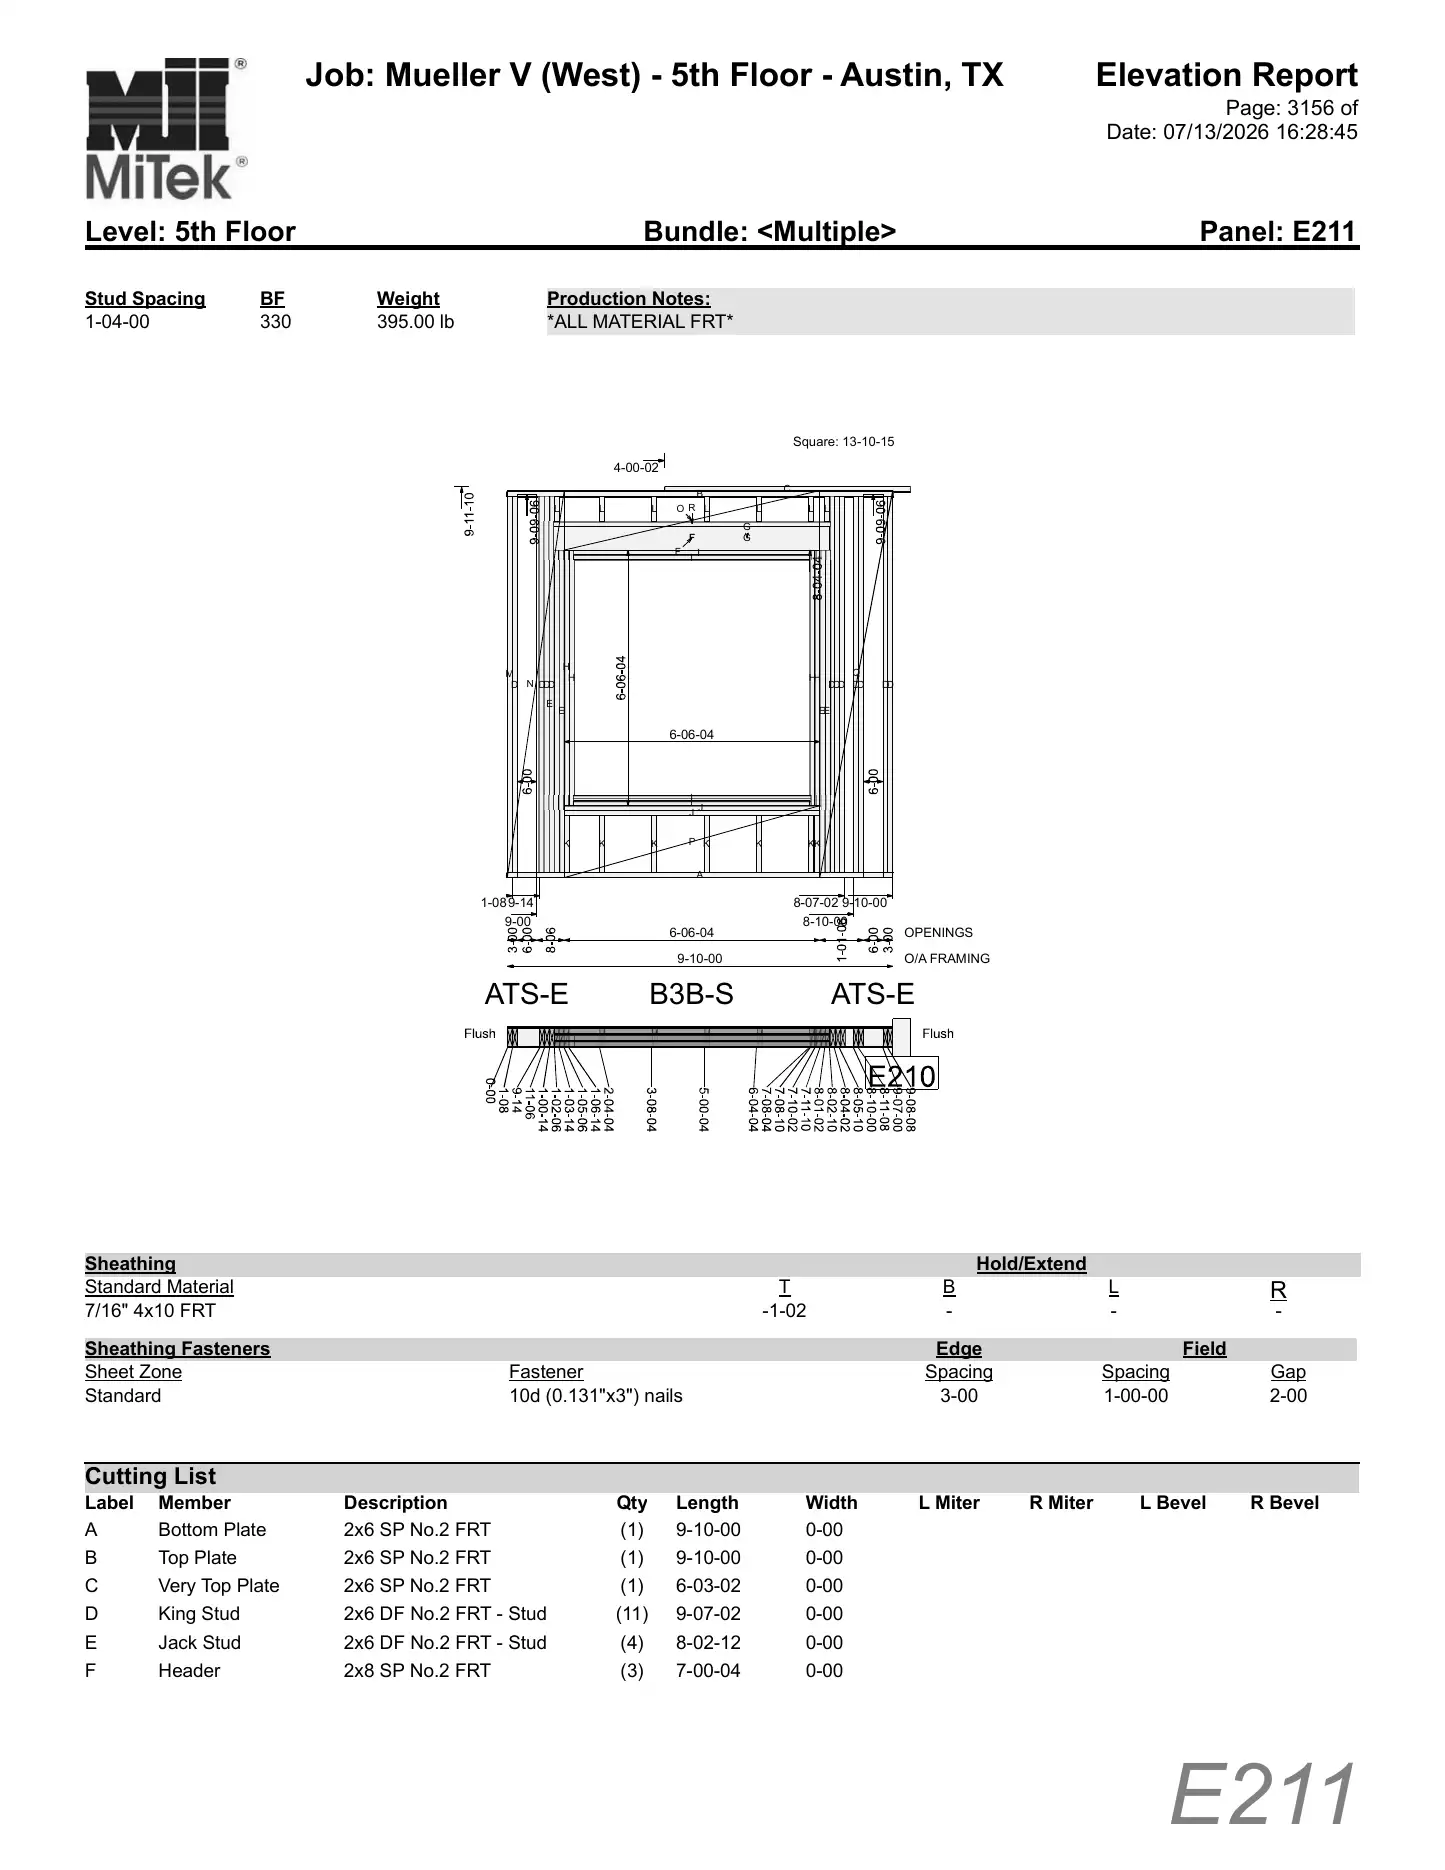 Job: Mueller V (West) - 5th Floor - Austin, TX
Elevation Report
Page: 3156 of
Date: 07/13/2026 16:28:45
MiTek®
Level: 5th Floor Bundle: <Multiple> Panel: E211
Stud Spacing BF Weight Production Notes:
1-04-00 330 395.00 lb *ALL MATERIAL FRT*
Square: 13-10-15
4-00-02
9-11-10
9-09-06
9-09-06
8-04-04
6-06-04
6-06-04
6-00
6-00
1-08 9-14 8-07-02 9-10-00
9-00
3-00 6-00 8-06 6-06-04 6-00 3-00 OPENINGS
9-10-00 O/A FRAMING
ATS-E B3B-S ATS-E
Flush Flush
E210
0-00 1-08 9-14 11-06 1-00-14 1-02-06 1-03-14 1-05-06 1-06-14 2-04-04 3-08-04 5-00-04 6-04-04 7-08-04 7-08-10 7-10-02 7-11-10 8-01-02 8-02-10 8-04-02 8-05-10 8-10-00 8-11-08 9-07-00 9-08-08
Sheathing Hold/Extend
Standard Material T B L R
7/16" 4x10 FRT -1-02 - - -
Sheathing Fasteners Edge Field
Sheet Zone Fastener Spacing Spacing Gap
Standard 10d (0.131"x3") nails 3-00 1-00-00 2-00
Cutting List
Label Member Description Qty Length Width L Miter R Miter L Bevel R Bevel
A Bottom Plate 2x6 SP No.2 FRT (1) 9-10-00 0-00
B Top Plate 2x6 SP No.2 FRT (1) 9-10-00 0-00
C Very Top Plate 2x6 SP No.2 FRT (1) 6-03-02 0-00
D King Stud 2x6 DF No.2 FRT - Stud (11) 9-07-02 0-00
E Jack Stud 2x6 DF No.2 FRT - Stud (4) 8-02-12 0-00
F Header 2x8 SP No.2 FRT (3) 7-00-04 0-00
E211